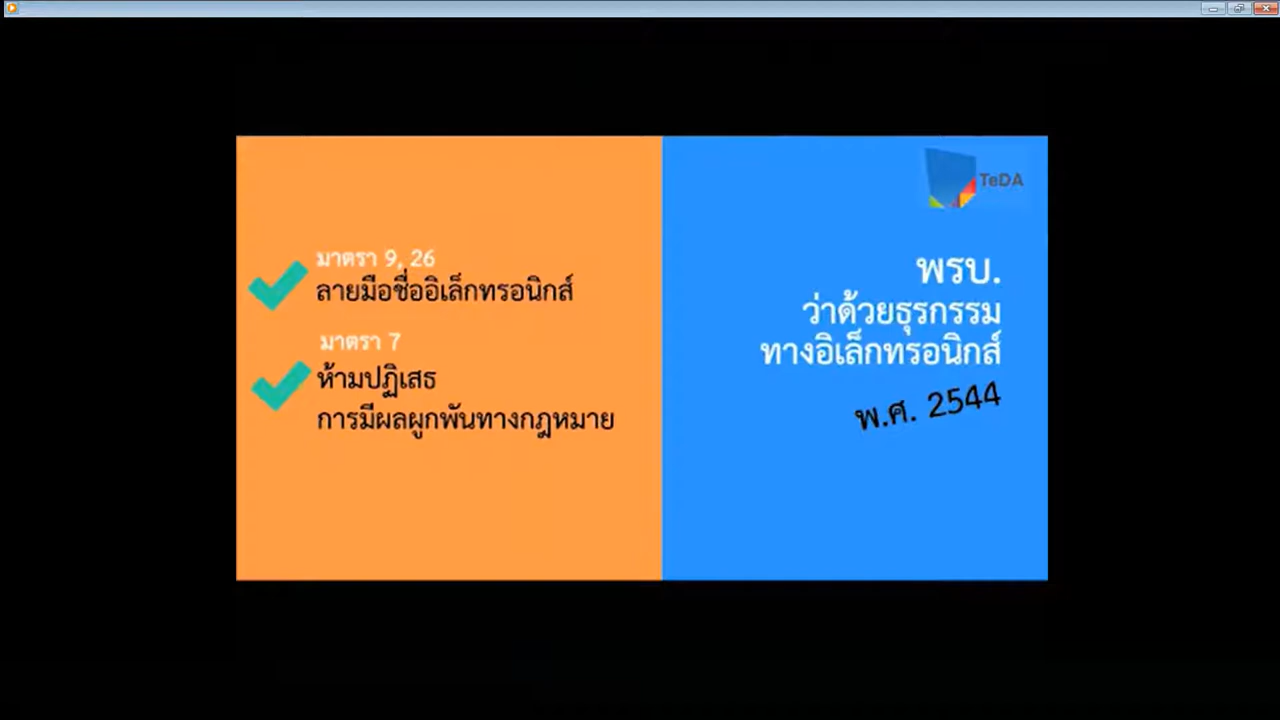 มาตรา 9, 26
ลายมือชื่ออิเล็กทรอนิกส์
มาตรา 7
ห้ามปฏิเสธ
การมีผลผูกพันทางกฎหมาย
TeDA
พรบ.
ว่าด้วยธุรกรรม
ทางอิเล็กทรอนิกส์
พ.ศ. 2544